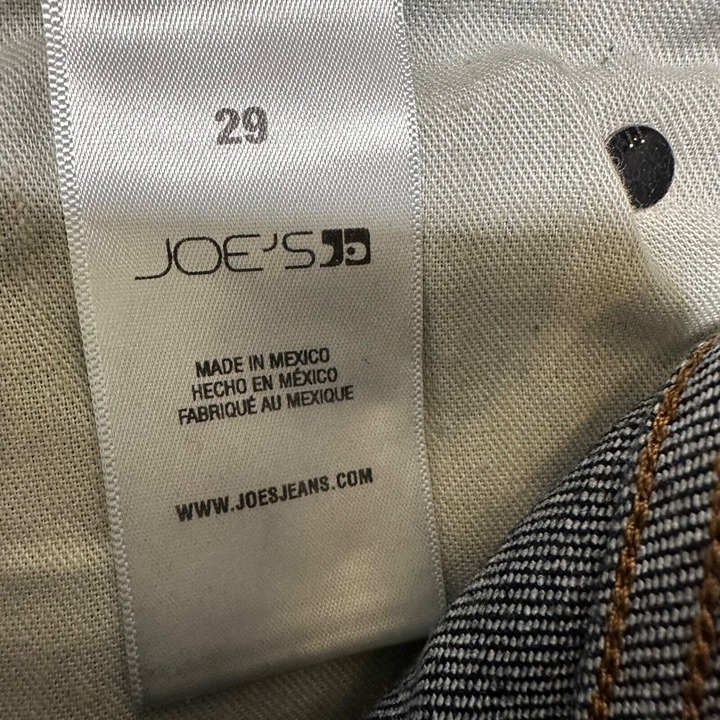 29
JOE'S
MADE IN MEXICO
HECHO EN MÉXICO
FABRIQUÉ AU MEXIQUE
WWW.JOESJEANS.COM